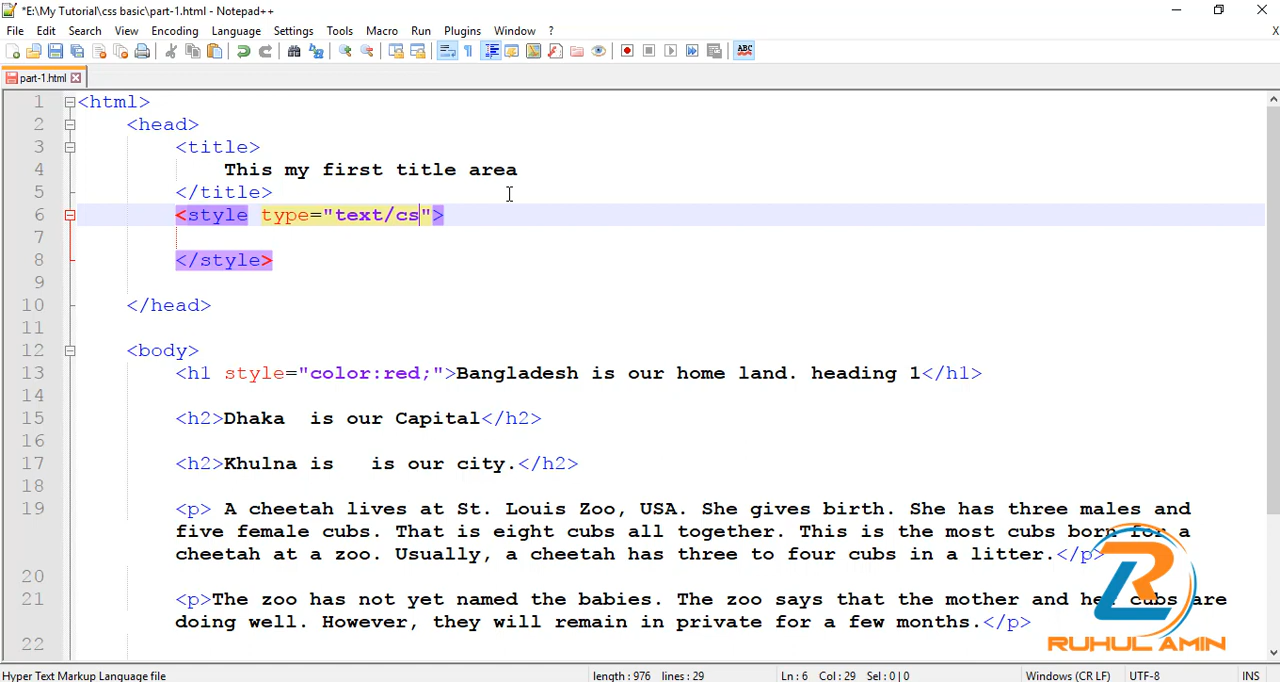 *E:\My Tutorial\css basic\part-1.html - Notepad++
File Edit Search View Encoding Language Settings Tools Macro Run Plugins Window ? X
ABC
part-1.html
1 <html>
2 <head>
3 <title>
4 This my first title area
5 </title>
6 <style type="text/cs">
7
8 </style>
9
10 </head>
11
12 <body>
13 <h1 style="color:red;">Bangladesh is our home land. heading 1</h1>
14
15 <h2>Dhaka  is our Capital</h2>
16
17 <h2>Khulna is   is our city.</h2>
18
19 <p> A cheetah lives at St. Louis Zoo, USA. She gives birth. She has three males and
five female cubs. That is eight cubs all together. This is the most cubs born for a
cheetah at a zoo. Usually, a cheetah has three to four cubs in a litter.</p>
20
21 <p>The zoo has not yet named the babies. The zoo says that the mother and her cubs are
doing well. However, they will remain in private for a few months.</p>
22
RUHUL AMIN
Hyper Text Markup Language file length : 976 lines : 29 Ln : 6 Col : 29 Sel : 0 | 0 Windows (CR LF) UTF-8 INS